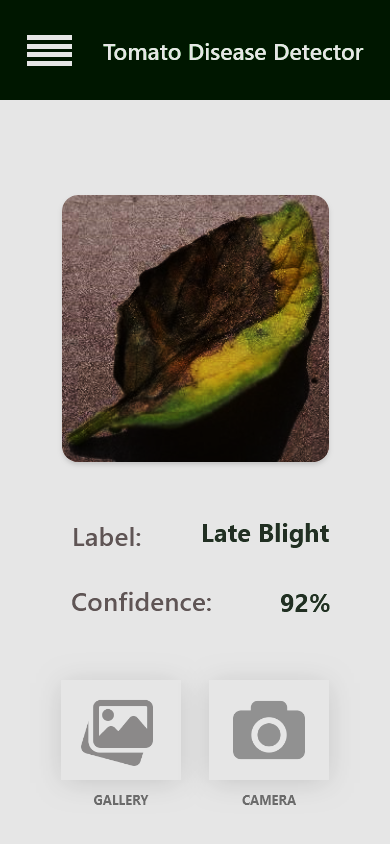 Tomato Disease Detector
Label: Late Blight
Confidence: 92%
GALLERY CAMERA